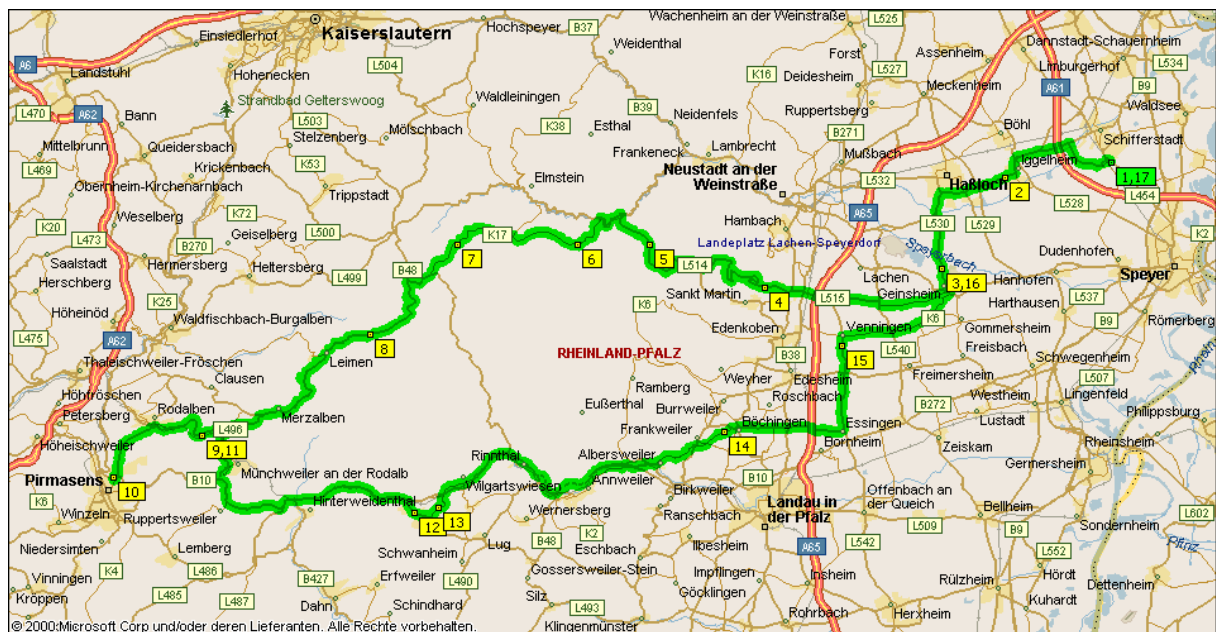 Kaiserslautern
Einsiedlerhof
Hochspeyer
B37
Wachenheim an der Weinstraße
L525
Dannstadt-Schauernheim
A6
Landstuhl
Hohenecken
L504
Weidenthal
K16
Forst
L527
Assenheim
Limburgerhof
L534
Deidesheim
Meckenheim
A61
B9
L470
A62
Bann
Strandbad Gelterswoog
Waldleiningen
B39
Ruppertsberg
Waldsee
L503
Stelzenberg
Mölschbach
K38
Esthal
Neidenfels
B271
Böhl
Schifferstadt
Mittelbrunn
Queidersbach
Krickenbach
K53
Frankeneck
Lambrecht
Mußbach
Iggelheim
L469
Obernheim-Kirchenarnbach
Trippstadt
Elmstein
Neustadt an der
Weinstraße
L532
Haßloch
2
1,17
L454
Weselberg
K72
K20
L473
Geiselberg
L500
Hambach
A65
L530
L529
L528
K2
B270
K17
Landeplatz Lachen-Speyerdorf
Speyerbach
Dudenhofen
Saalstadt
Hermersberg
Heltersberg
L499
B48
7
6
5
L514
Lachen
Hanhofen
Speyer
Herschberg
4
Geinsheim
3,16
Harthausen
L537
K25
Sankt Martin
L515
Höheinöd
Waldfischbach-Burgalben
K6
Edenkoben
Venningen
K6
Gommersheim
B9
Römerberg
L475
A62
8
RHEINLAND-PFALZ
B38
15
L540
Freisbach
Schwegenheim
Rhein
Thaleischweiler-Fröschen
Leimen
Weyher
Edesheim
Freimersheim
L507
Clausen
Ramberg
Roschbach
Höhfröschen
Rodalben
Merzalben
Eußerthal
Burrweiler
B272
Westheim
Lingenfeld
Petersberg
Böchingen
Essingen
Lustadt
Philippsburg
L496
Frankweiler
14
Bornheim
Zeiskam
Rheinsheim
Höheischweiler
9,11
Rinnthal
Albersweiler
B10
Germersheim
Münchweiler an der Rodalb
Pirmasens
10
B10
Wilgartswiesen
Annweiler
Birkweiler
Landau in
der Pfalz
Offenbach an
der Queich
K6
Hinterweidenthal
Bellheim
B9
L602
Winzeln
Ruppertsweiler
12
13
Wernersberg
Ranschbach
L509
Sondernheim
K2
Niedersimten
Lemberg
Schwanheim
Lug
B48
Eschbach
Ilbesheim
A65
L542
Pfinz
K4
L486
L552
Vinningen
B427
Erfweiler
L490
Gossersweiler-Stein
Impflingen
Insheim
Rülzheim
Hördt
Dettenheim
Kröppen
L485
L487
Dahn
Schindhard
Silz
Göcklingen
L493
Klingenmünster
Rohrbach
Herxheim
Kuhardt
© 2000:Microsoft Corp und/oder deren Lieferanten. Alle Rechte vorbehalten.